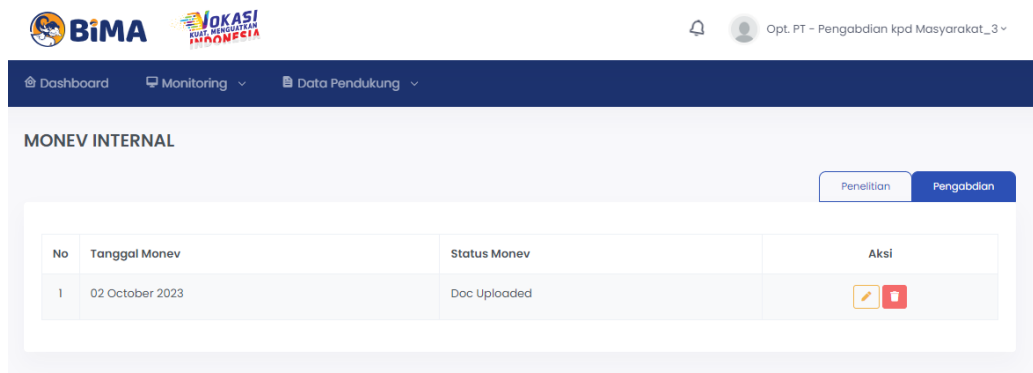 BiMA
VOKASI
KUAT, MENGUATKAN
INDONESIA
Opt. PT - Pengabdian kpd Masyarakat_3
Dashboard
Monitoring
Data Pendukung
MONEV INTERNAL
Penelitian
Pengabdian
No Tanggal Monev Status Monev Aksi
1 02 October 2023 Doc Uploaded